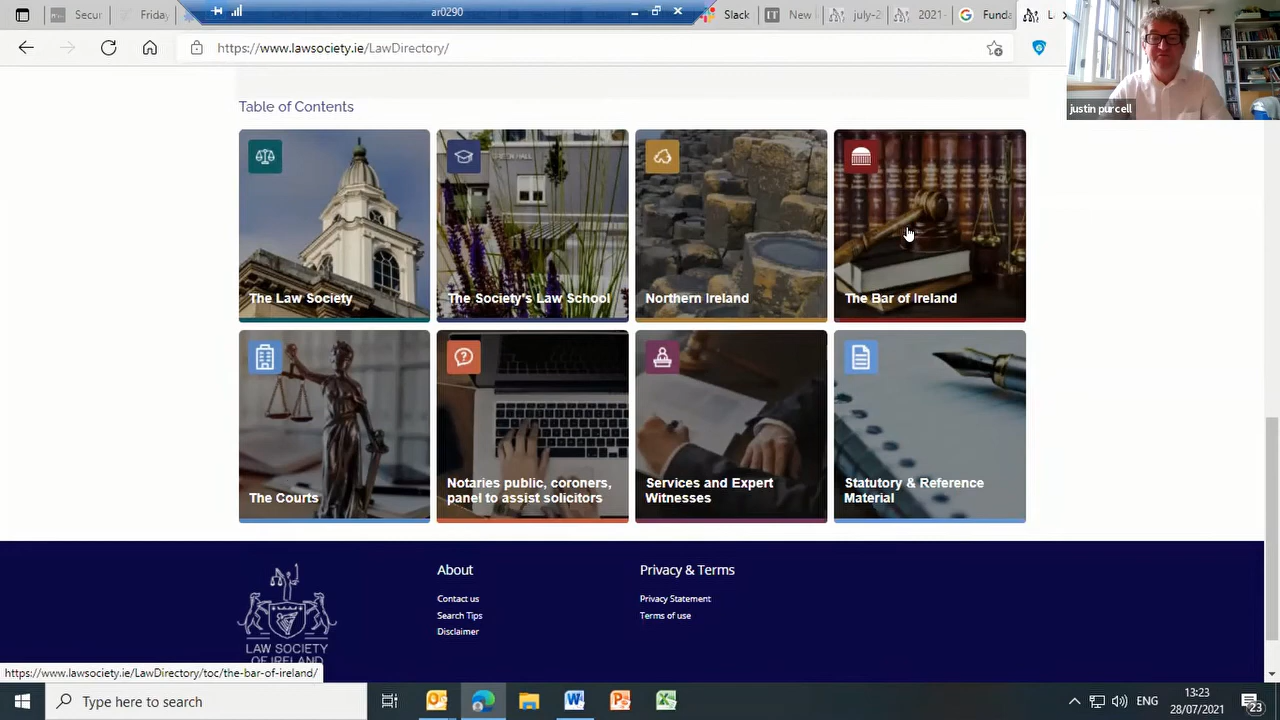 ar0290
Secu
Friday
Slack
New
july-2
2021-
Funda
https://www.lawsociety.ie/LawDirectory/
justin purcell
Table of Contents
The Law Society
The Society's Law School
Northern Ireland
The Bar of Ireland
The Courts
Notaries public, coroners,
panel to assist solicitors
Services and Expert
Witnesses
Statutory & Reference
Material
About
Privacy & Terms
Contact us
Privacy Statement
Search Tips
Terms of use
Disclaimer
LAW SOCIETY
OF IRELAND
https://www.lawsociety.ie/LawDirectory/toc/the-bar-of-ireland/
Type here to search
ENG
13:23
28/07/2021
23